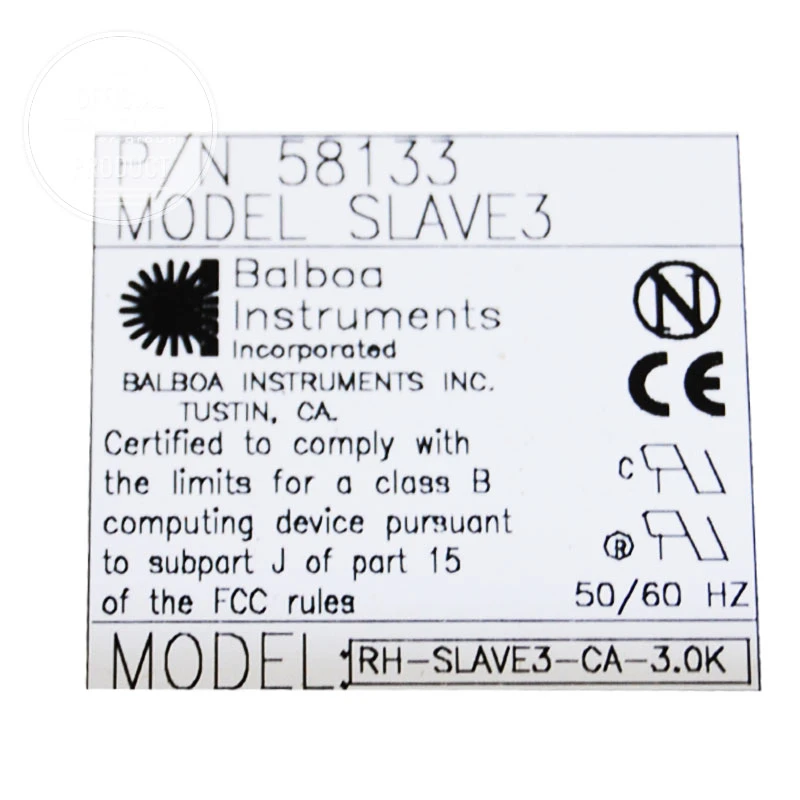 P/N 58133
MODEL SLAVE3
Balboa
Instruments
Incorporated
BALBOA INSTRUMENTS INC.
TUSTIN, CA.
Certified to comply with
the limits for a class B
computing device pursuant
to subpart J of part 15
of the FCC rules
N
CE
C
®
50/60 HZ
MODEL:
RH-SLAVE3-CA-3.0K
PRODUCT